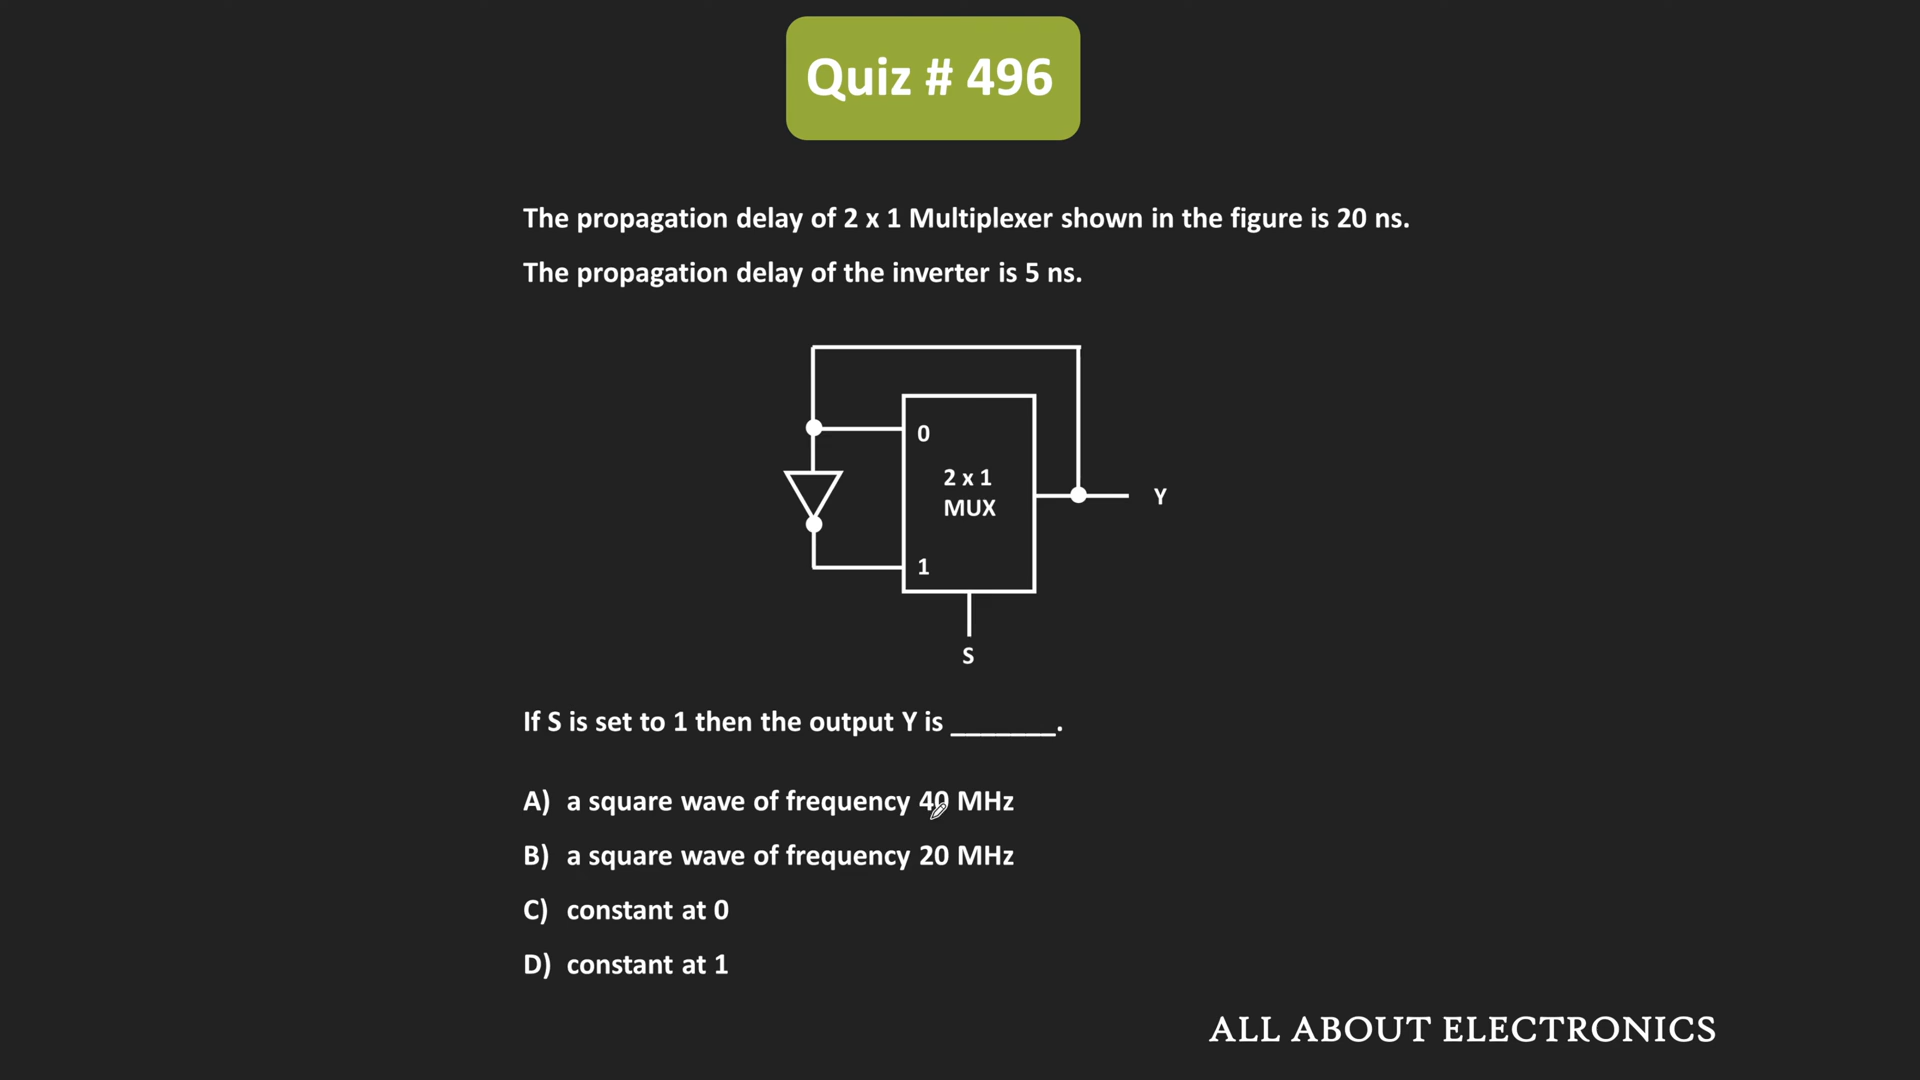 Quiz # 496
The propagation delay of 2 x 1 Multiplexer shown in the figure is 20 ns.
The propagation delay of the inverter is 5 ns.
0
2 x 1
MUX
Y
1
S
If S is set to 1 then the output Y is _______.
A) a square wave of frequency 40 MHz
B) a square wave of frequency 20 MHz
C) constant at 0
D) constant at 1
ALL ABOUT ELECTRONICS